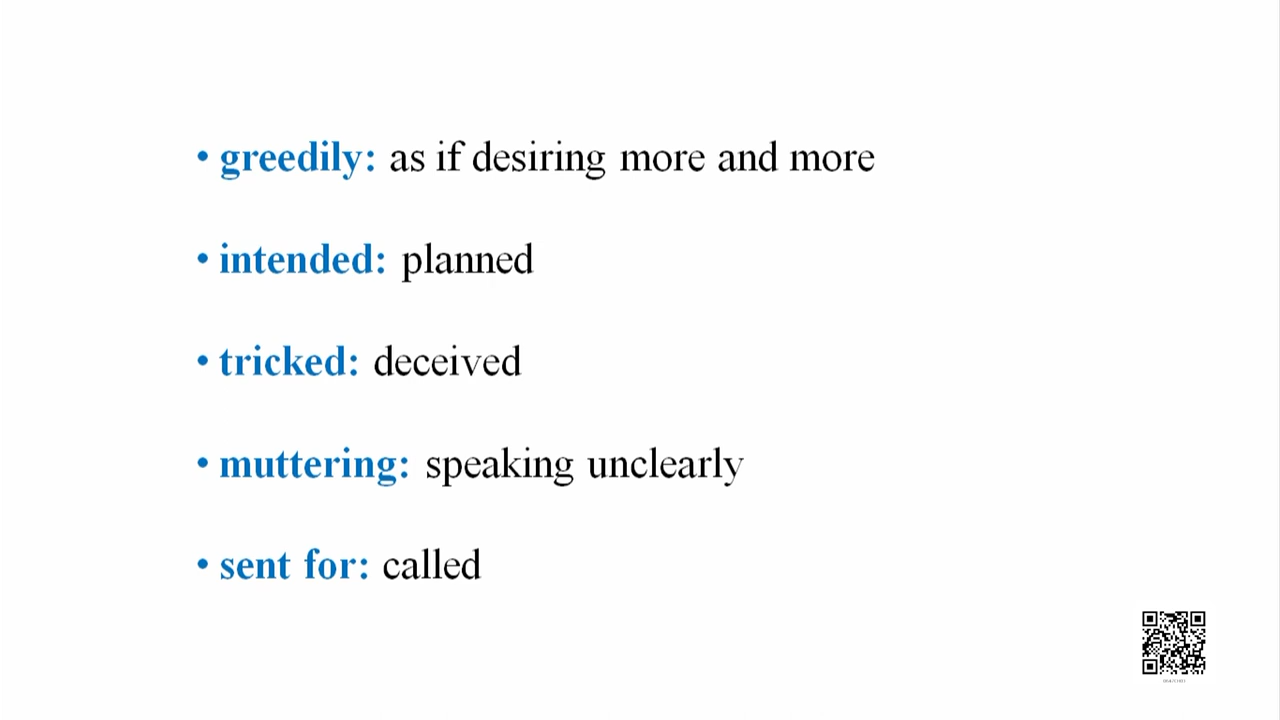 • greedily: as if desiring more and more
• intended: planned
• tricked: deceived
• muttering: speaking unclearly
• sent for: called